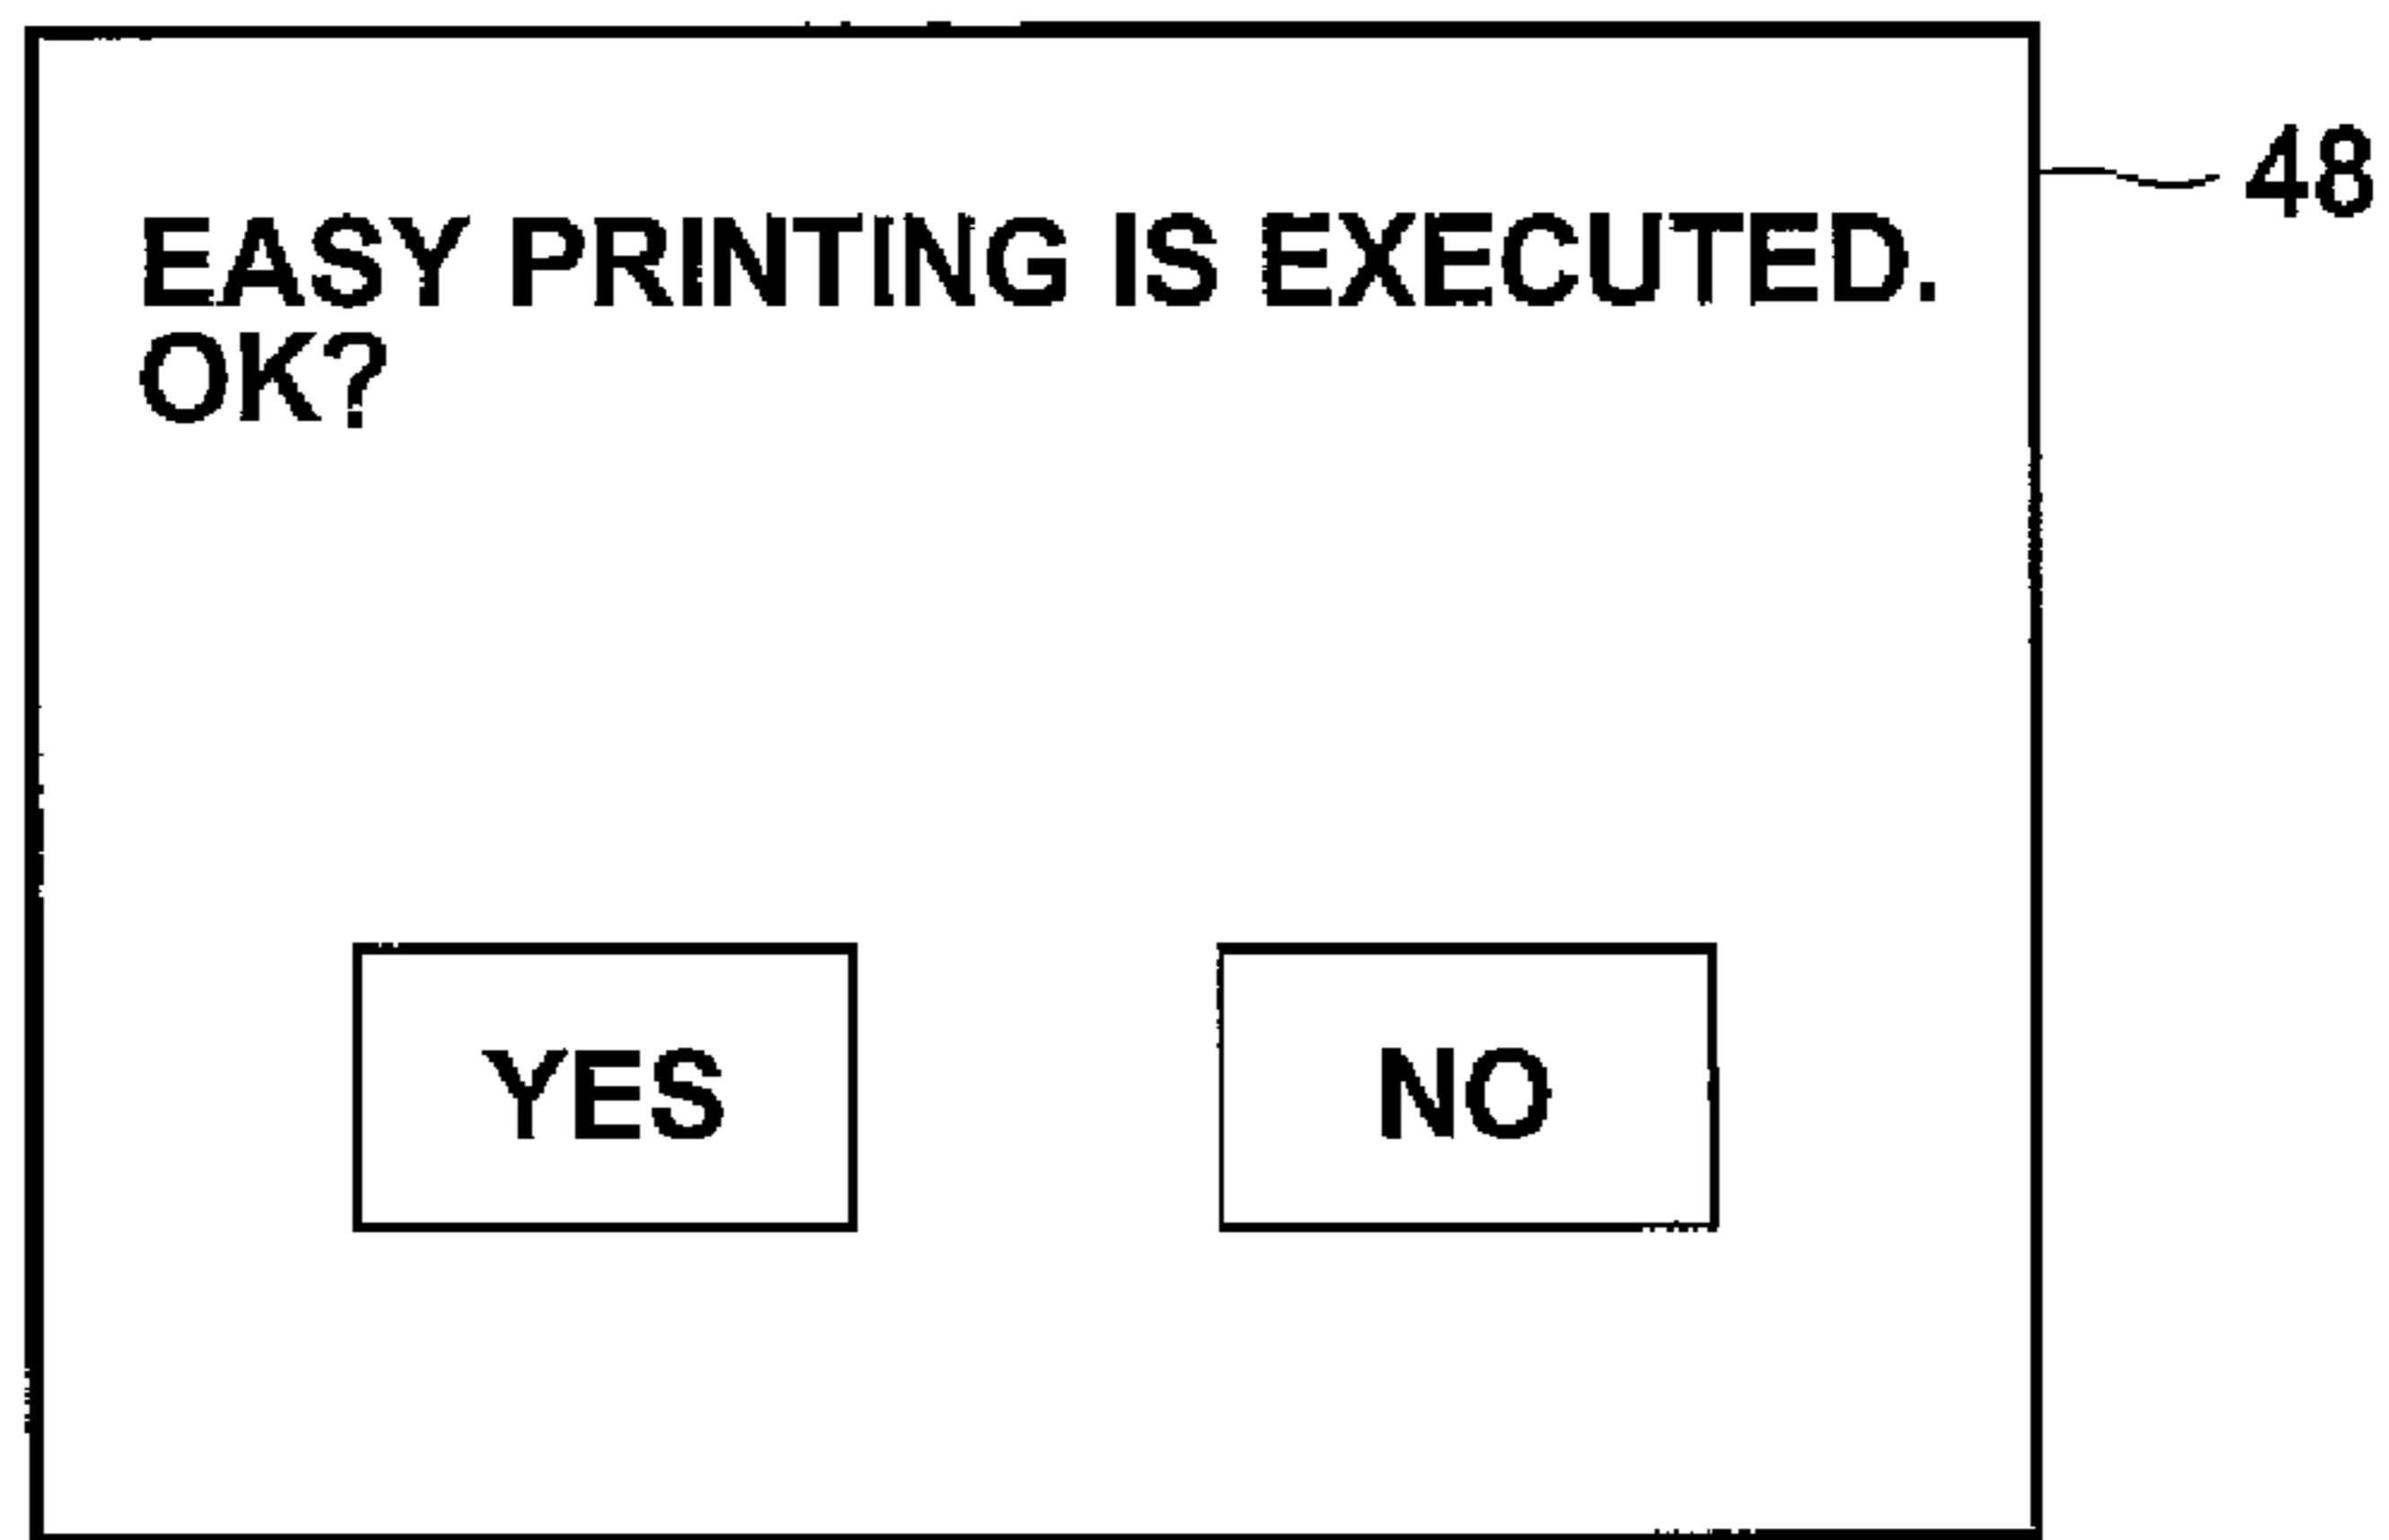 EASY PRINTING IS EXECUTED.
OK?
48
YES
NO